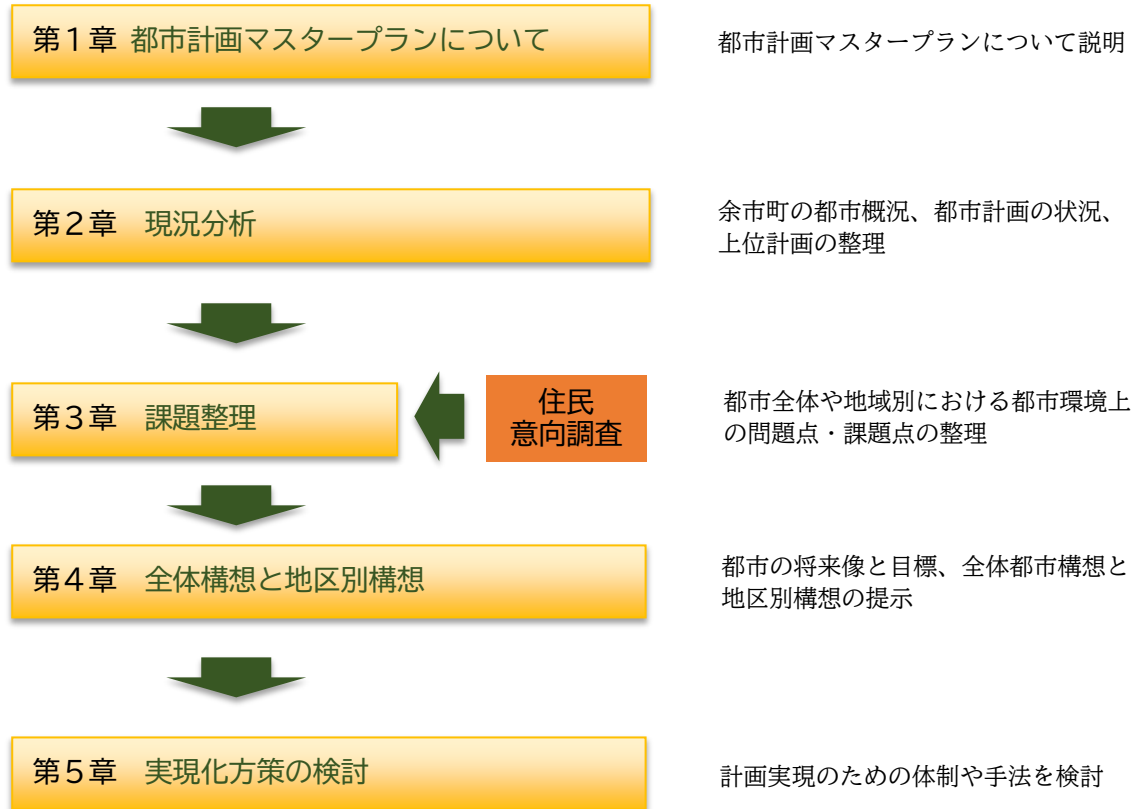 第1章 都市計画マスタープランについて
都市計画マスタープランについて説明
第2章 現況分析
余市町の都市概況、都市計画の状況、
上位計画の整理
第3章 課題整理
住民
意向調査
都市全体や地域別における都市環境上
の問題点・課題点の整理
第4章 全体構想と地区別構想
都市の将来像と目標、全体都市構想と
地区別構想の提示
第5章 実現化方策の検討
計画実現のための体制や手法を検討